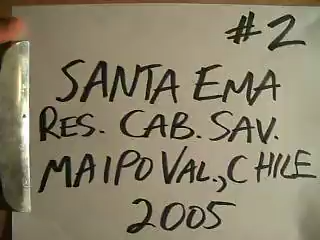 #2
SANTA EMA
RES. CAB. SAV.
MAIPO VAL., CHILE
2005